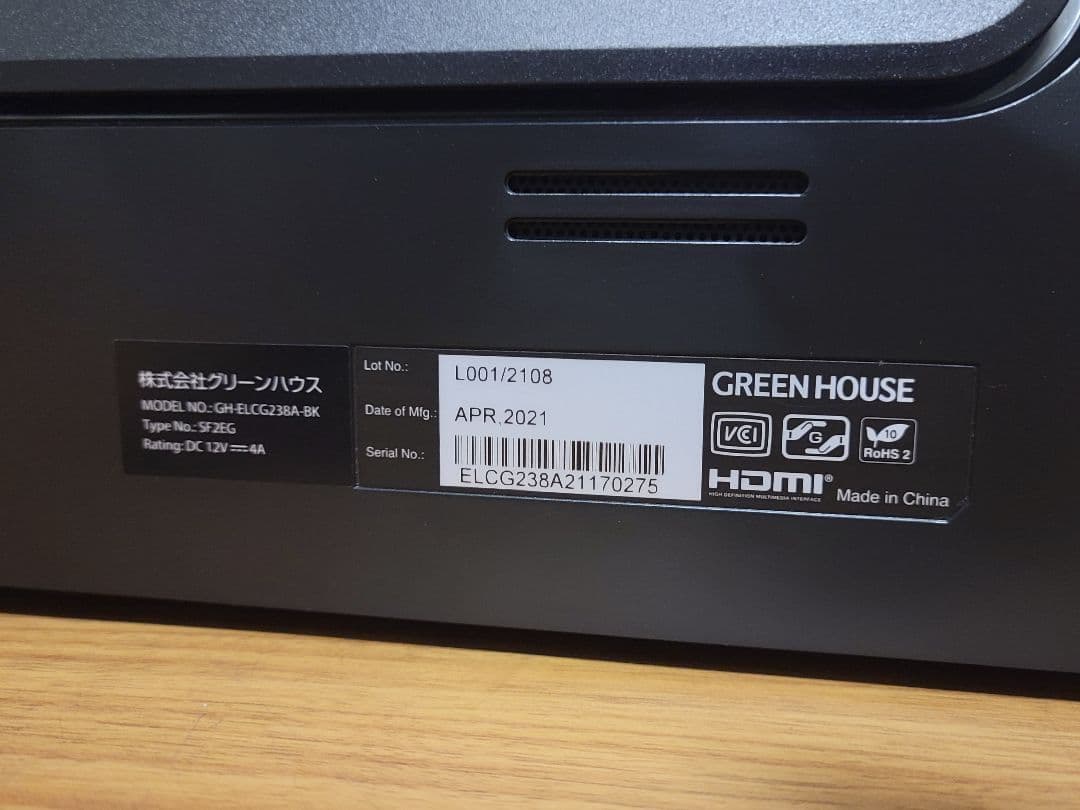 株式会社グリーンハウス
MODEL NO.: GH-ELCG238A-BK
Type No.: SF2EG
Rating: DC 12V⎓4A
Lot No.: L001/2108
Date of Mfg.: APR,2021
Serial No.:
ELCG238A21170275
GREEN HOUSE
VCCI
G
10
RoHS 2
HDMI®
HIGH DEFINITION MULTIMEDIA INTERFACE
Made in China